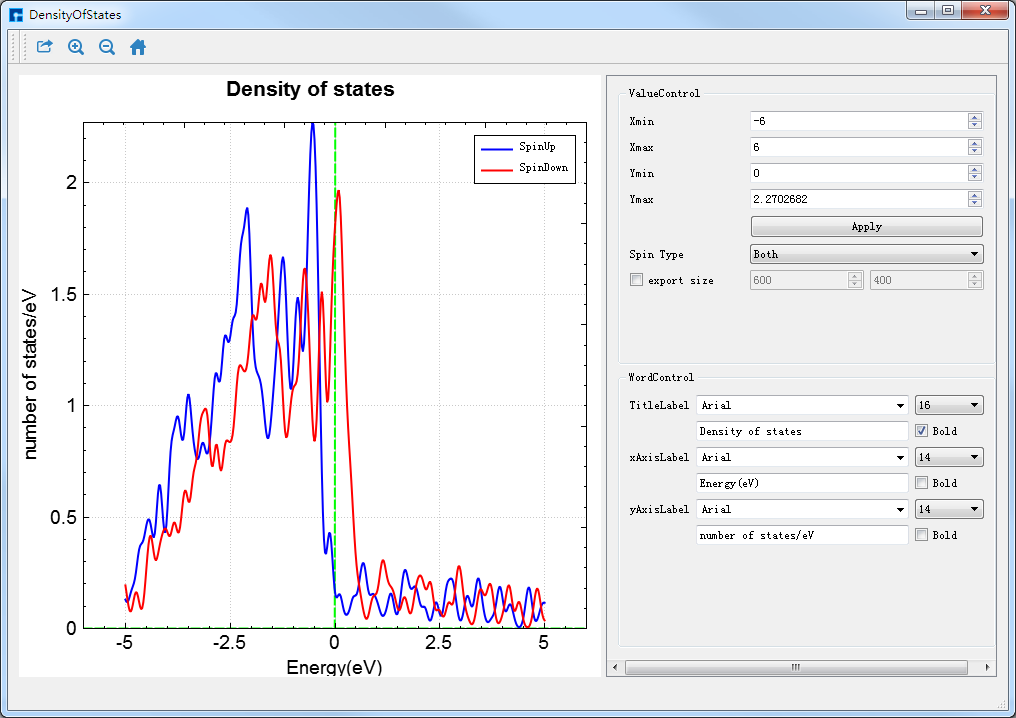 DensityOfStates
Density of states
SpinUp
SpinDown
number of states/eV
2
1.5
1
0.5
0
-5
-2.5
0
2.5
5
Energy(eV)
ValueControl
Xmin -6
Xmax 6
Ymin 0
Ymax 2.2702682
Apply
Spin Type Both
export size 600 400
WordControl
TitleLabel Arial 16
Density of states Bold
xAxisLabel Arial 14
Energy(eV) Bold
yAxisLabel Arial 14
number of states/eV Bold